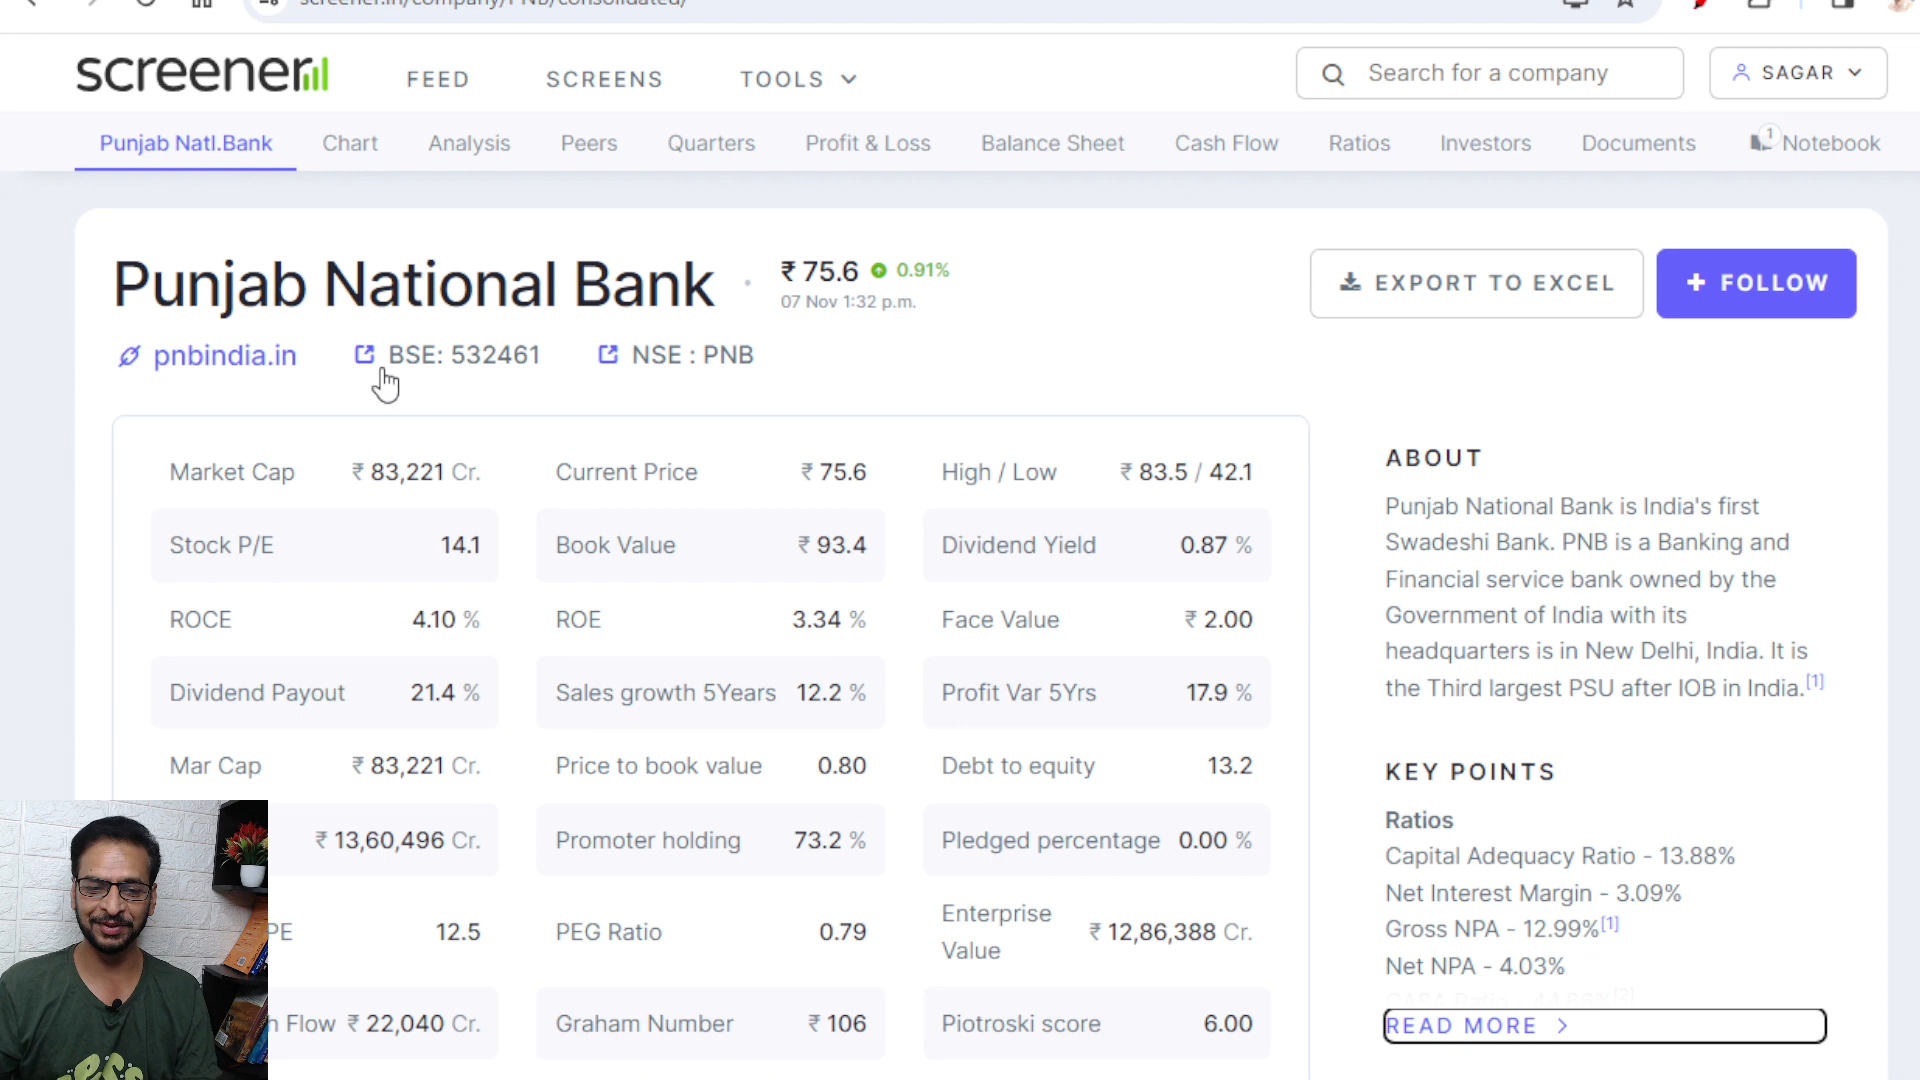 screener.in/company/PNB/consolidated/
screener
FEED
SCREENS
TOOLS
Search for a company
SAGAR
Punjab Natl.Bank
Chart
Analysis
Peers
Quarters
Profit & Loss
Balance Sheet
Cash Flow
Ratios
Investors
Documents
1
Notebook
Punjab National Bank
₹ 75.6 0.91%
07 Nov 1:32 p.m.
EXPORT TO EXCEL
+ FOLLOW
pnbindia.in
BSE: 532461
NSE : PNB
Market Cap ₹ 83,221 Cr.
Current Price ₹ 75.6
High / Low ₹ 83.5 / 42.1
Stock P/E 14.1
Book Value ₹ 93.4
Dividend Yield 0.87 %
ROCE 4.10 %
ROE 3.34 %
Face Value ₹ 2.00
Dividend Payout 21.4 %
Sales growth 5Years 12.2 %
Profit Var 5Yrs 17.9 %
Mar Cap ₹ 83,221 Cr.
Price to book value 0.80
Debt to equity 13.2
₹ 13,60,496 Cr.
Promoter holding 73.2 %
Pledged percentage 0.00 %
PE 12.5
PEG Ratio 0.79
Enterprise
Value ₹ 12,86,388 Cr.
Flow ₹ 22,040 Cr.
Graham Number ₹ 106
Piotroski score 6.00
ABOUT
Punjab National Bank is India's first
Swadeshi Bank. PNB is a Banking and
Financial service bank owned by the
Government of India with its
headquarters is in New Delhi, India. It is
the Third largest PSU after IOB in India.[1]
KEY POINTS
Ratios
Capital Adequacy Ratio - 13.88%
Net Interest Margin - 3.09%
Gross NPA - 12.99%[1]
Net NPA - 4.03%
READ MORE